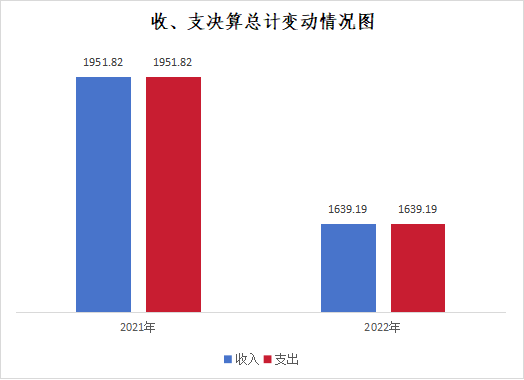 收、支决算总计变动情况图
1951.82 1951.82
1639.19 1639.19
2021年 2022年
收入 支出